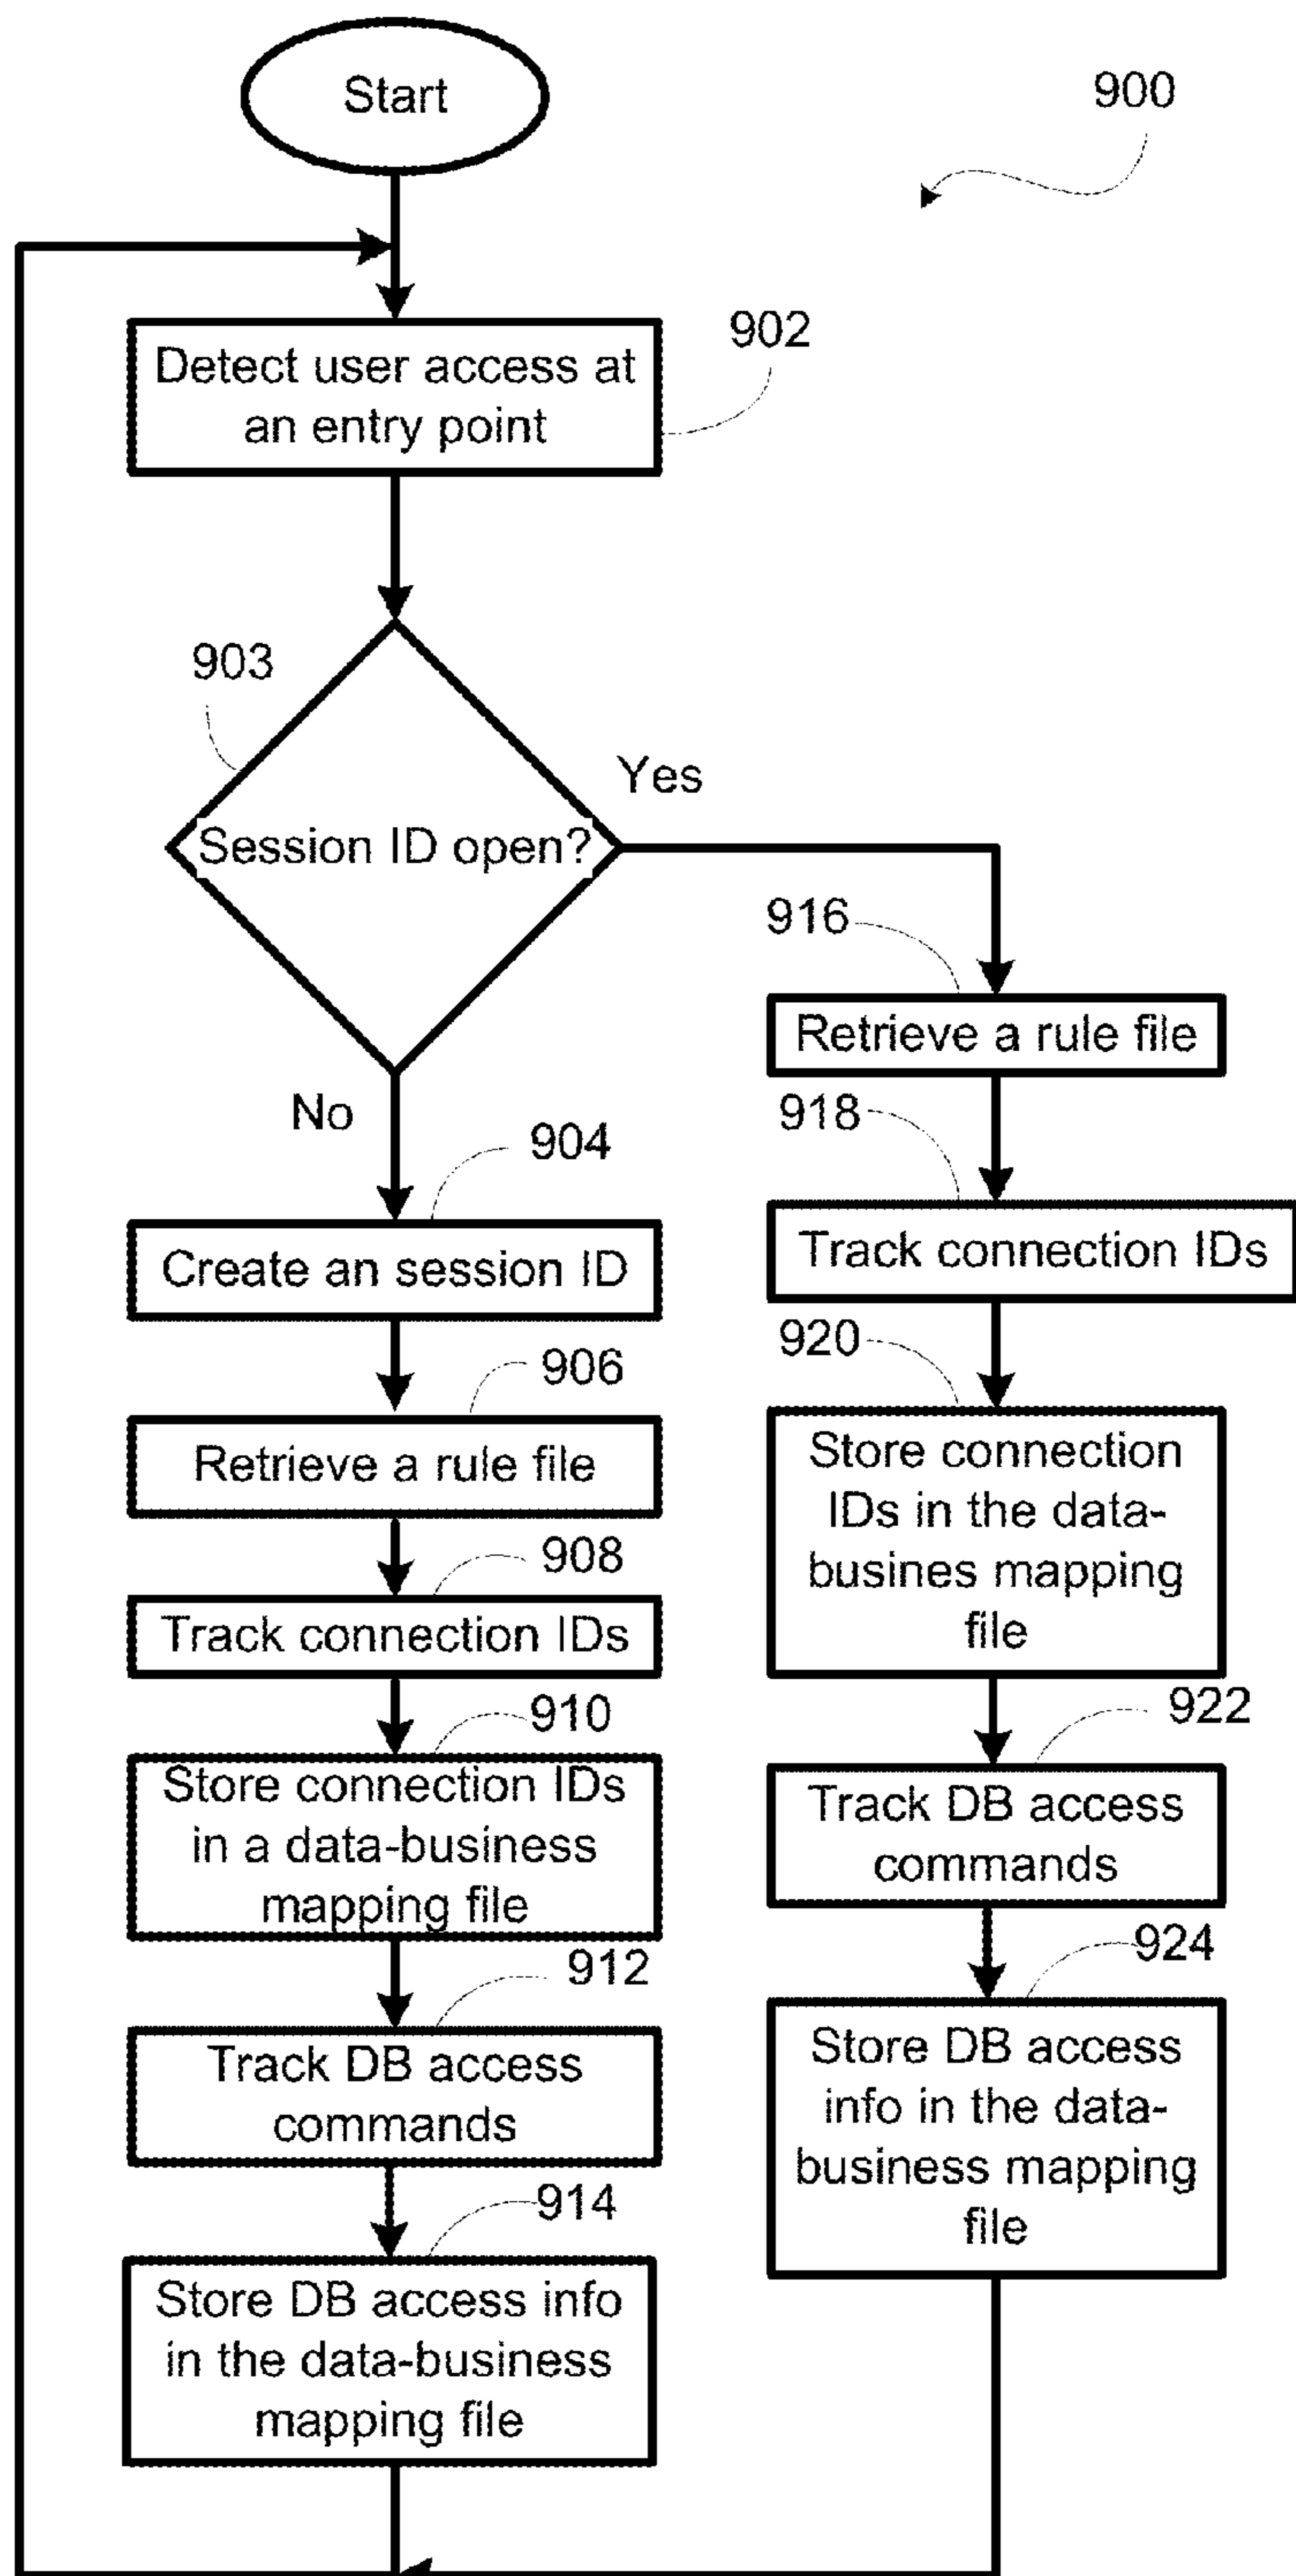 Start
900
Detect user access at
an entry point
902
903
Session ID open?
Yes
No
904
Create an session ID
906
Retrieve a rule file
908
Track connection IDs
910
Store connection IDs
in a data-business
mapping file
912
Track DB access
commands
914
Store DB access info
in the data-business
mapping file
916
Retrieve a rule file
918
Track connection IDs
920
Store connection
IDs in the data-
busines mapping
file
922
Track DB access
commands
924
Store DB access
info in the data-
business mapping
file